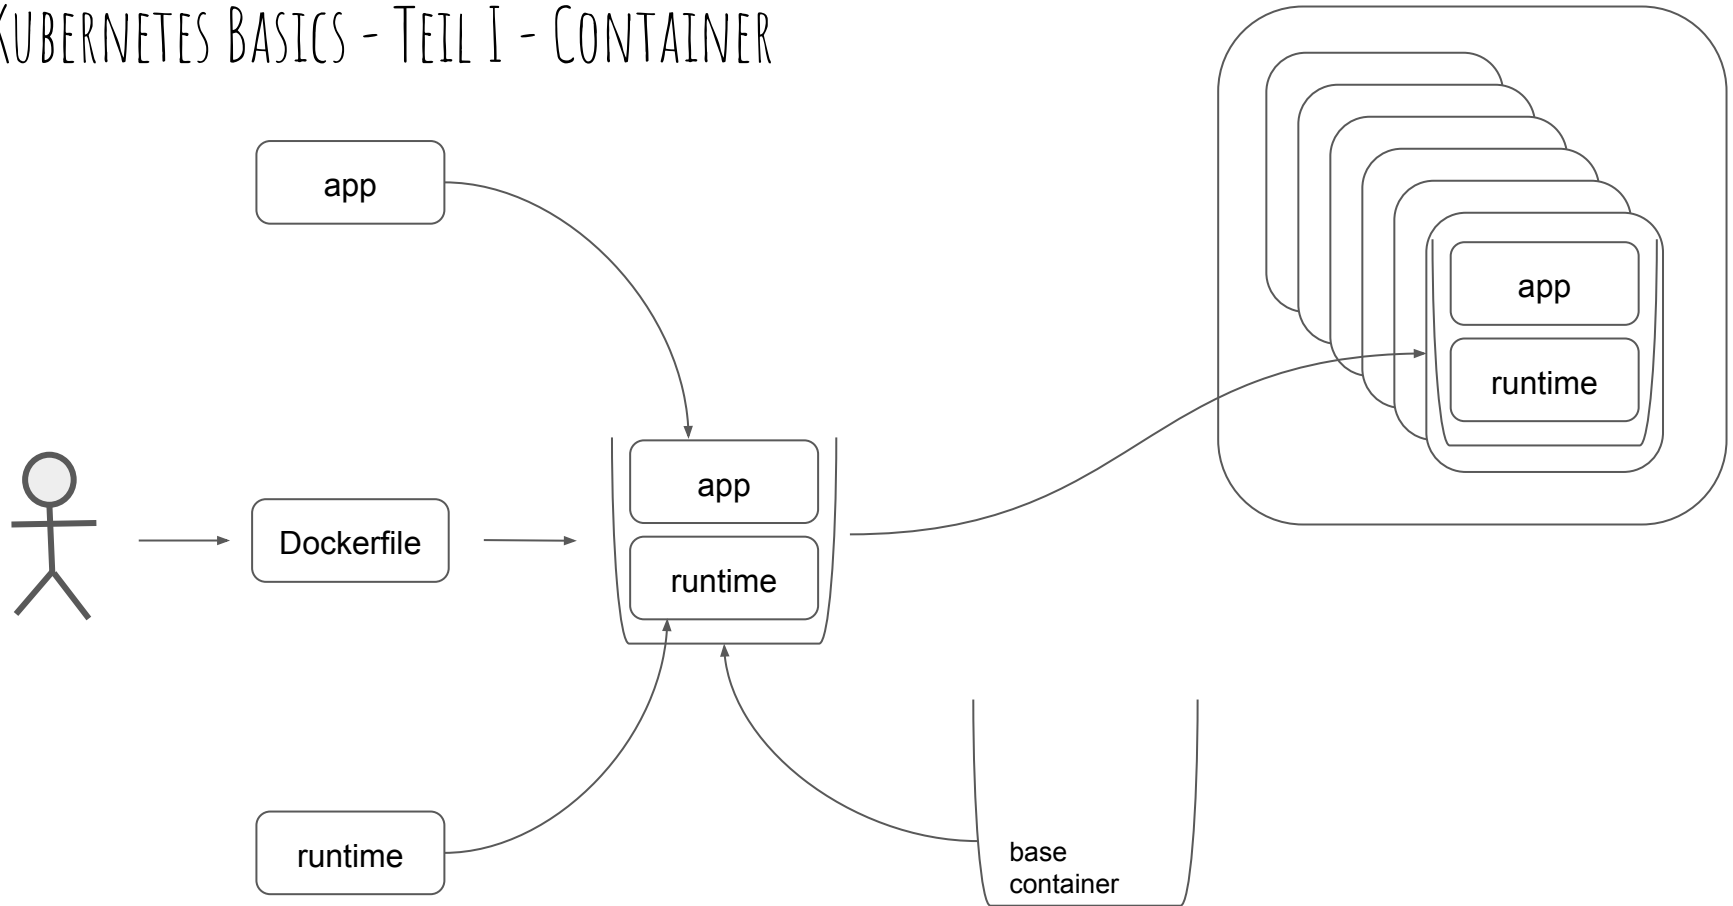 KUBERNETES BASICS - TEIL I - CONTAINER
app
app
runtime
app
Dockerfile
runtime
base
container
runtime